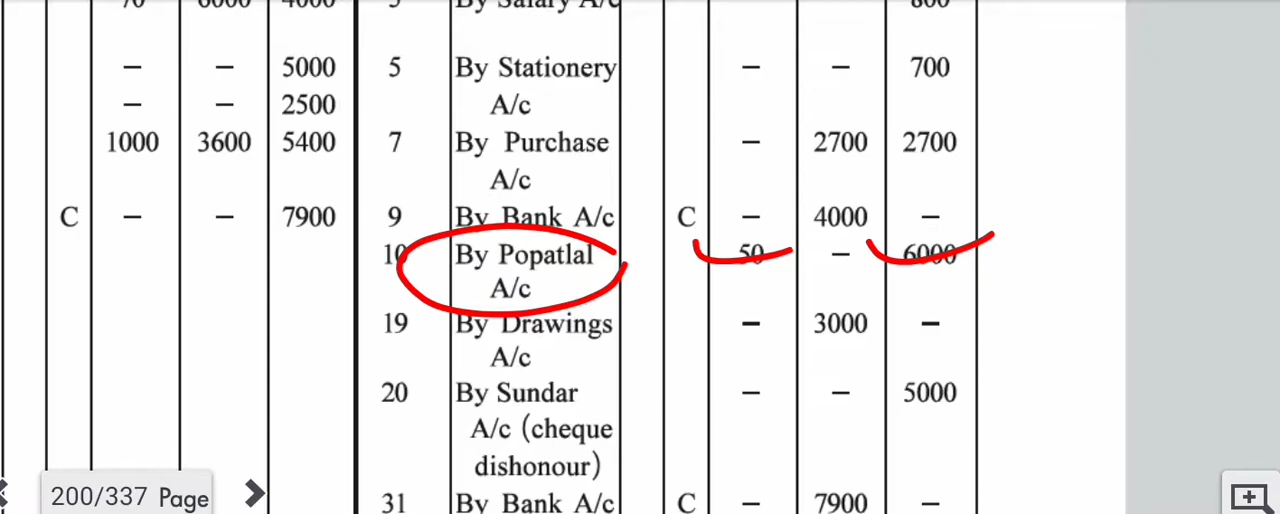 70 6000 4000 5 By Salary A/c 800
– – 5000 5 By Stationery – – 700
– – 2500 A/c
1000 3600 5400 7 By Purchase – 2700 2700
A/c
C – – 7900 9 By Bank A/c C – 4000 –
10 By Popatlal 50 – 6000
A/c
19 By Drawings – 3000 –
A/c
20 By Sundar – – 5000
A/c (cheque
dishonour)
31 By Bank A/c C – 7900 –
200/337 Page